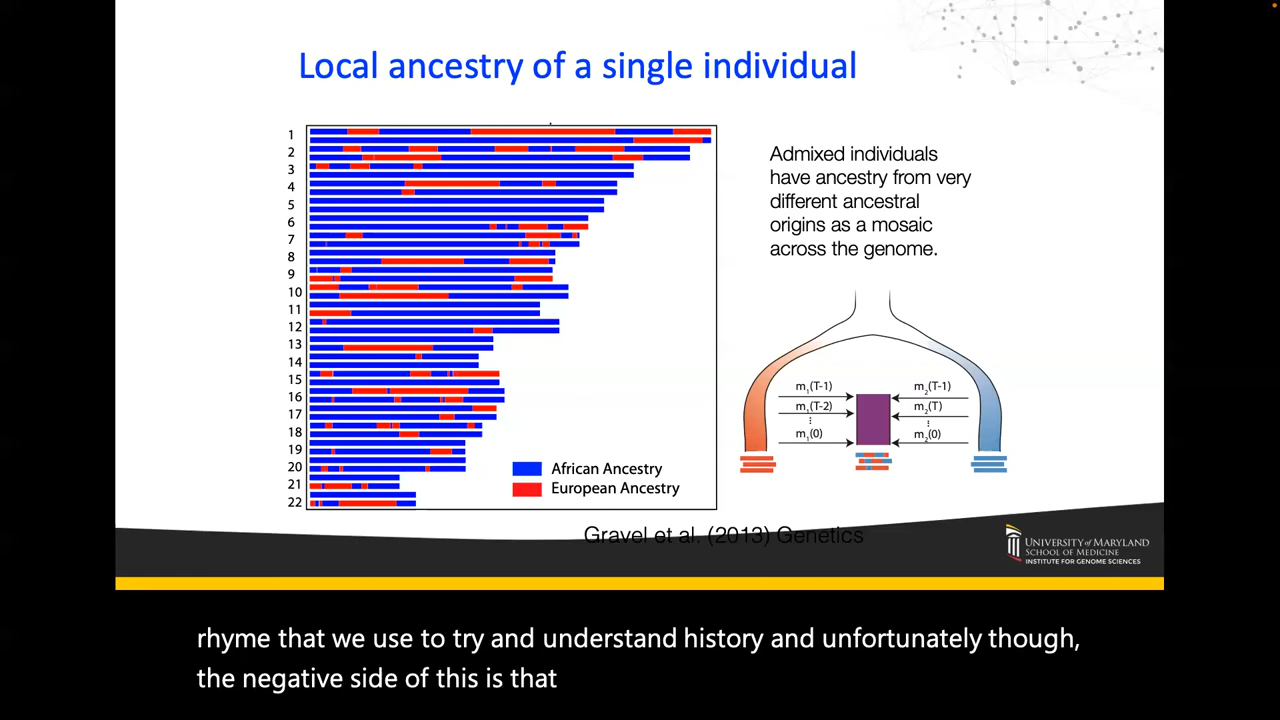 Local ancestry of a single individual
1
2
3
4
5
6
7
8
9
10
11
12
13
14
15
16
17
18
19
20
21
22
African Ancestry
European Ancestry
Admixed individuals
have ancestry from very
different ancestral
origins as a mosaic
across the genome.
m1(T-1)
m1(T-2)
⋮
m1(0)
m2(T-1)
m2(T)
⋮
m2(0)
Gravel et al. (2013) Genetics
UNIVERSITY of MARYLAND
SCHOOL OF MEDICINE
INSTITUTE FOR GENOME SCIENCES
rhyme that we use to try and understand history and unfortunately though,
the negative side of this is that